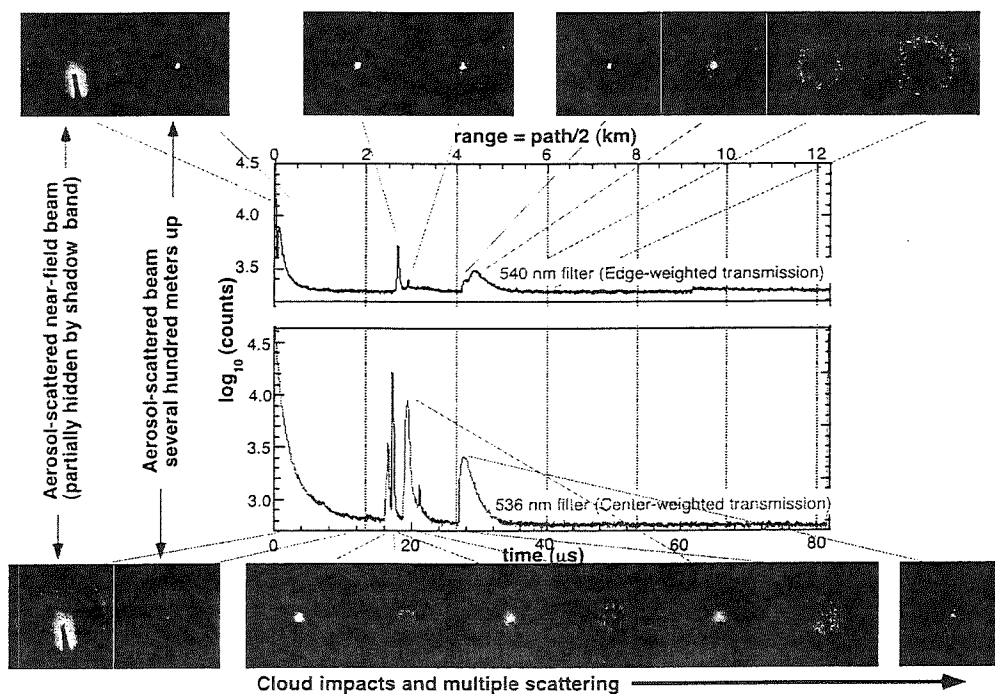 range = path/2 (km)
0 2 4 6 8 10 12
4.5
4.0
3.5
540 nm filter (Edge-weighted transmission)
log10 (counts)
4.5
4.0
3.5
3.0
536 nm filter (Center-weighted transmission)
0 20 40 60 80
time (μs)
Aerosol-scattered near-field beam
(partially hidden by shadow band)
Aerosol-scattered beam
several hundred meters up
Cloud impacts and multiple scattering